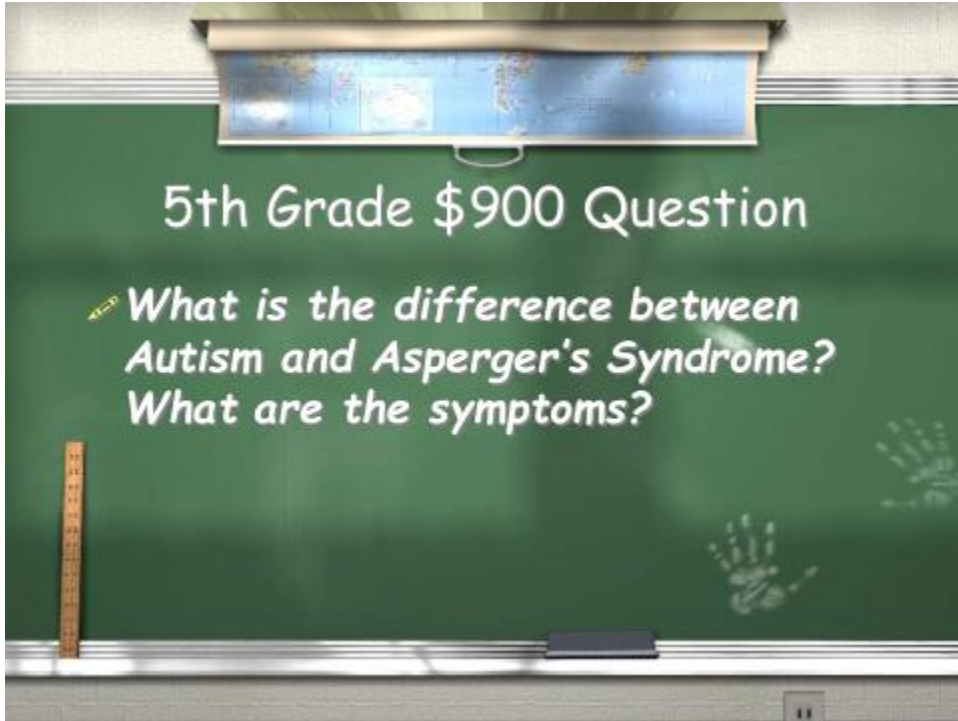 5th Grade $900 Question
What is the difference between
Autism and Asperger's Syndrome?
What are the symptoms?